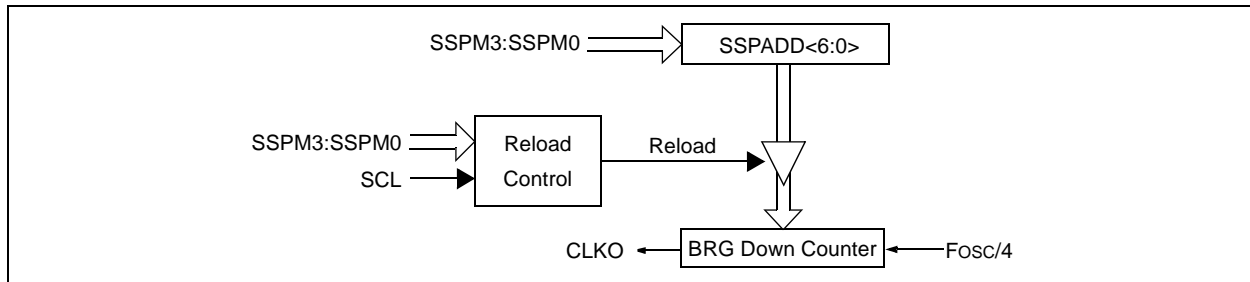 SSPM3:SSPM0
SSPADD<6:0>
SSPM3:SSPM0
SCL
Reload
Control
Reload
CLKO
BRG Down Counter
FOSC/4